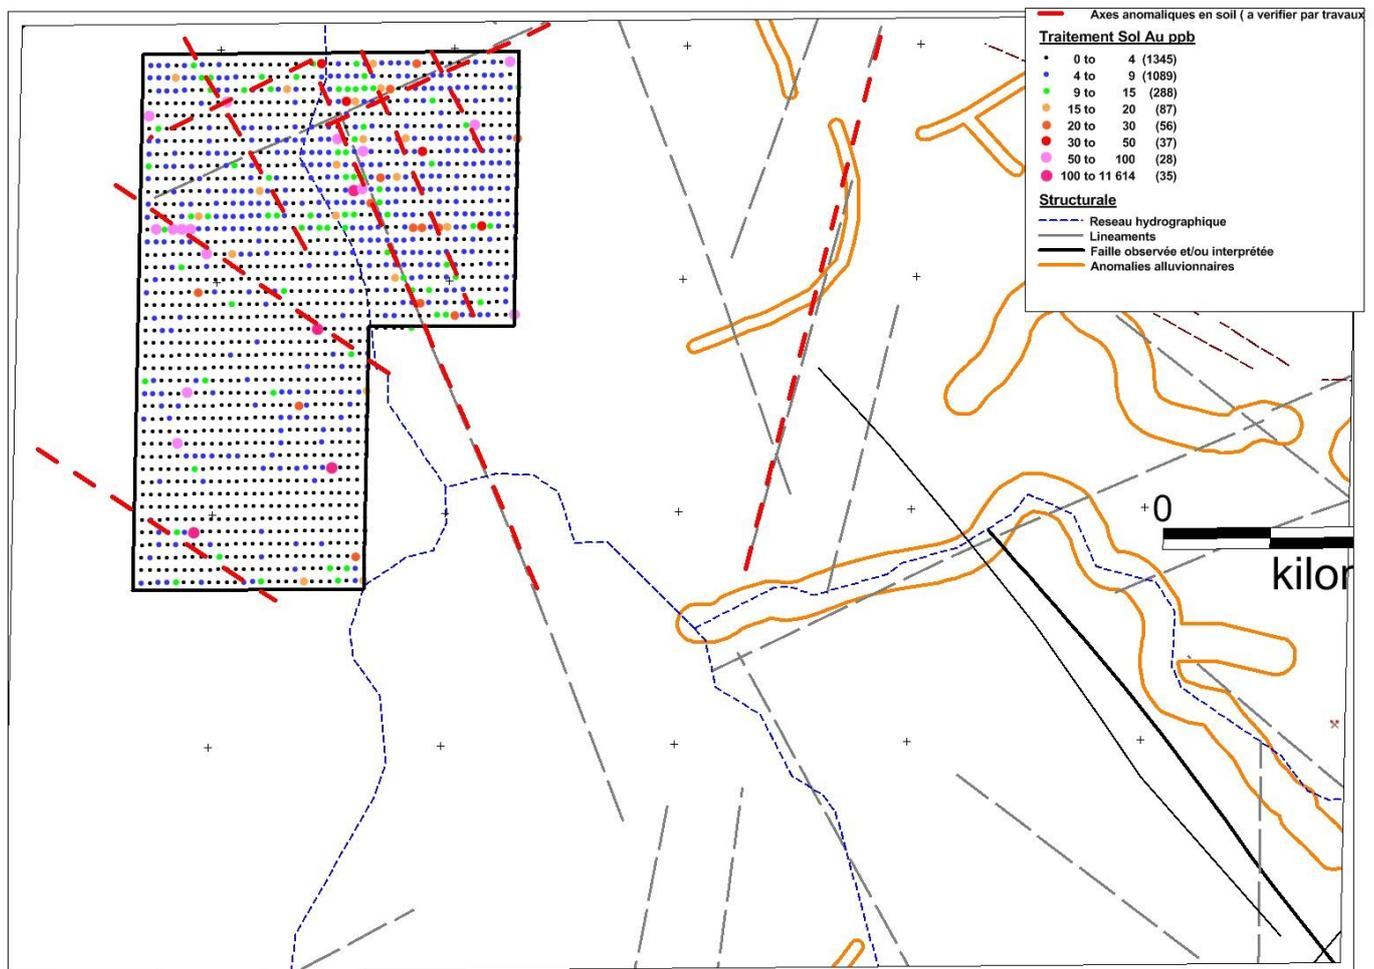 Axes anomaliques en soil ( a verifier par travaux
Traitement Sol Au ppb
0 to 4 (1345)
4 to 9 (1089)
9 to 15 (288)
15 to 20 (87)
20 to 30 (56)
30 to 50 (37)
50 to 100 (28)
100 to 11 614 (35)
Structurale
Reseau hydrographique
Lineaments
Faille observée et/ou interprétée
Anomalies alluvionnaires
0
kilor